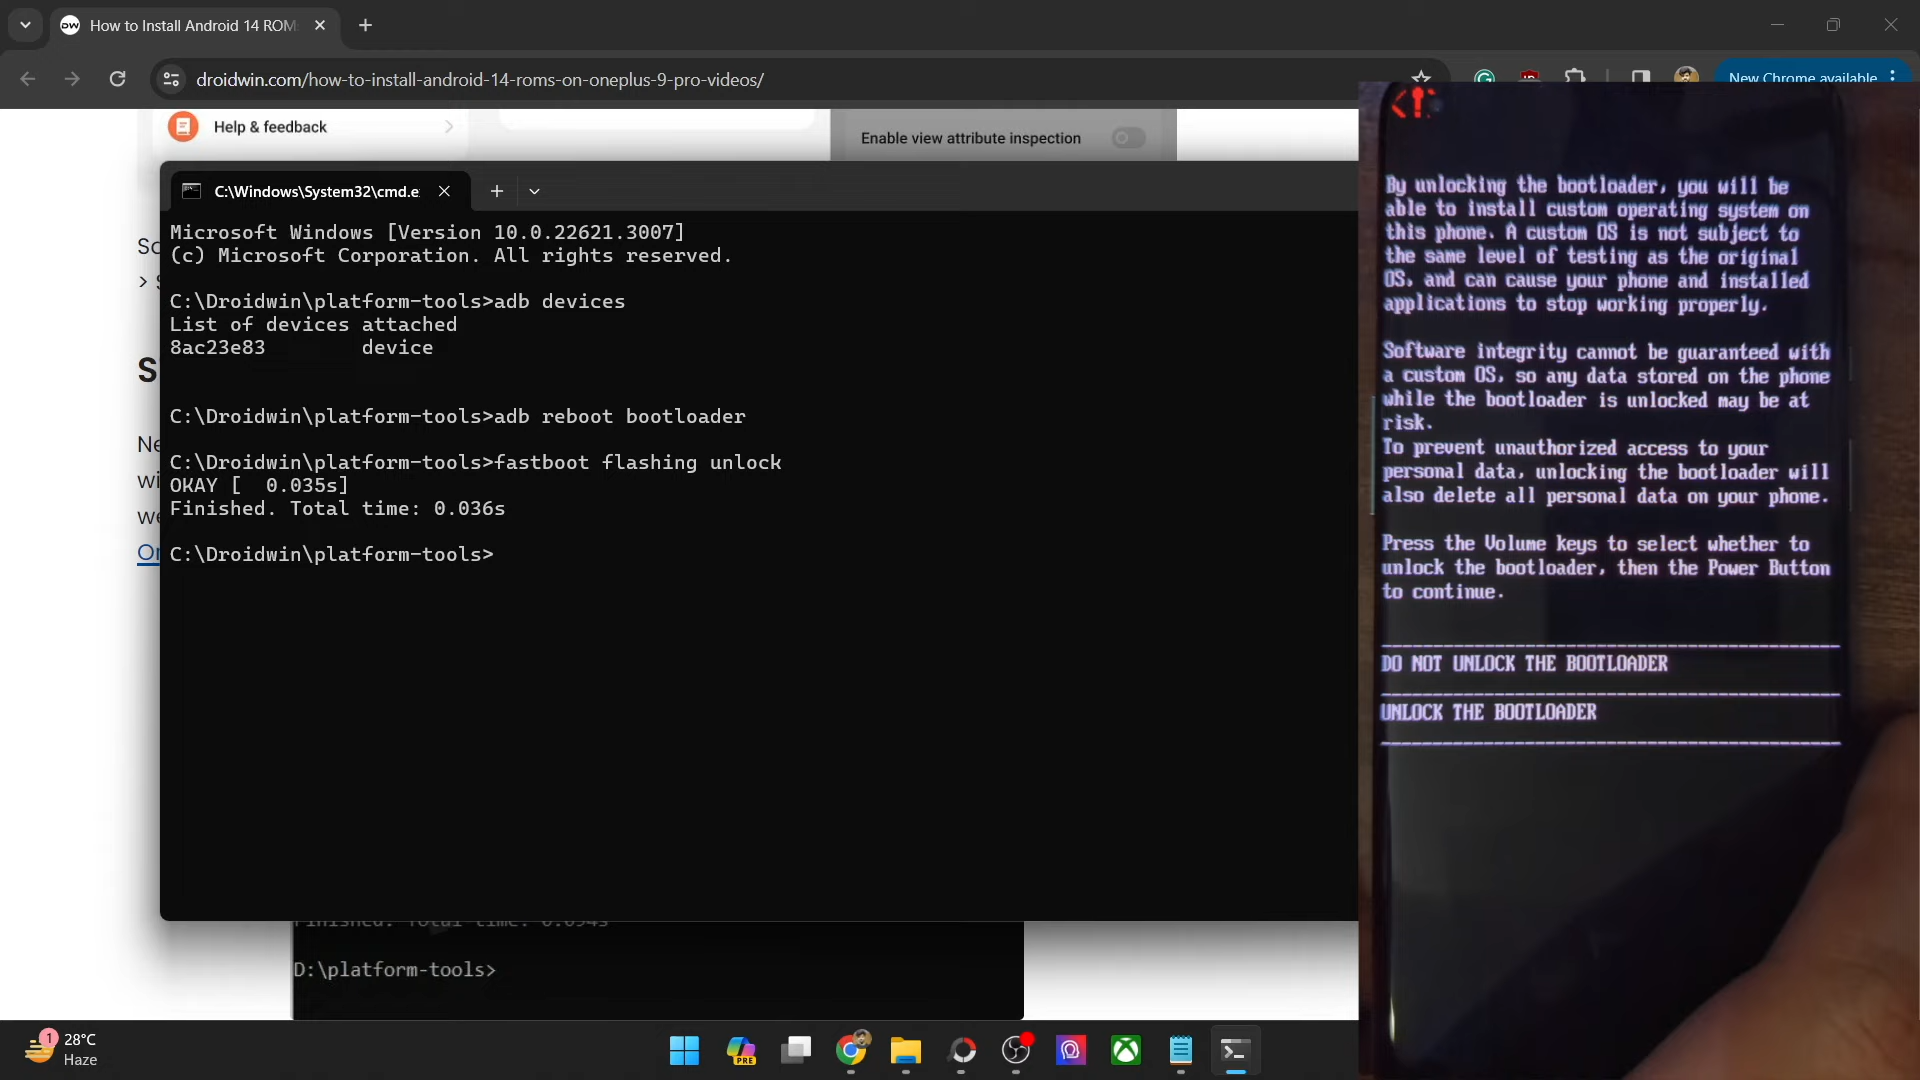 How to Install Android 14 ROM
droidwin.com/how-to-install-android-14-roms-on-oneplus-9-pro-videos/
New Chrome available
Help & feedback
Enable view attribute inspection
C:\Windows\System32\cmd.e
Microsoft Windows [Version 10.0.22621.3007]
(c) Microsoft Corporation. All rights reserved.
C:\Droidwin\platform-tools>adb devices
List of devices attached
8ac23e83 device
C:\Droidwin\platform-tools>adb reboot bootloader
C:\Droidwin\platform-tools>fastboot flashing unlock
OKAY [ 0.035s]
Finished. Total time: 0.036s
C:\Droidwin\platform-tools>
D:\platform-tools>
By unlocking the bootloader, you will be
able to install custom operating system on
this phone. A custom OS is not subject to
the same level of testing as the original
OS, and can cause your phone and installed
applications to stop working properly.
Software integrity cannot be guaranteed with
a custom OS, so any data stored on the phone
while the bootloader is unlocked may be at
risk.
To prevent unauthorized access to your
personal data, unlocking the bootloader will
also delete all personal data on your phone.
Press the Volume keys to select whether to
unlock the bootloader, then the Power Button
to continue.
DO NOT UNLOCK THE BOOTLOADER
UNLOCK THE BOOTLOADER
1
28°C
Haze
PRE